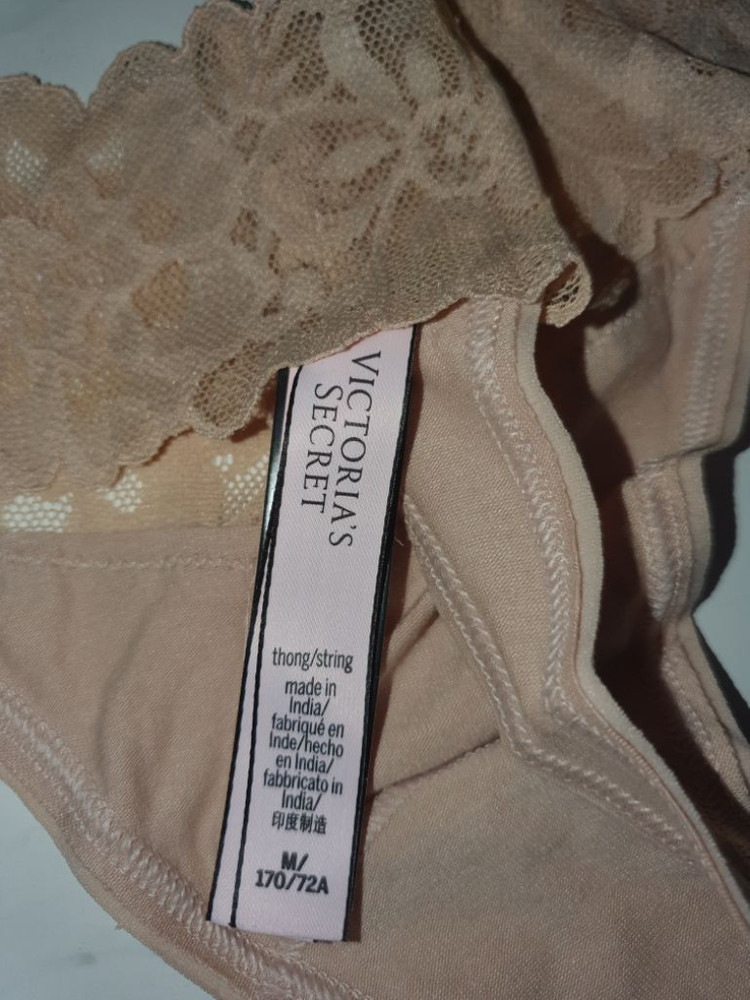 VICTORIA'S
SECRET
thong/string
made in
India/
fabriqué en
Inde/hecho
en India/
fabbricato in
India/
印度制造
M/
170/72A